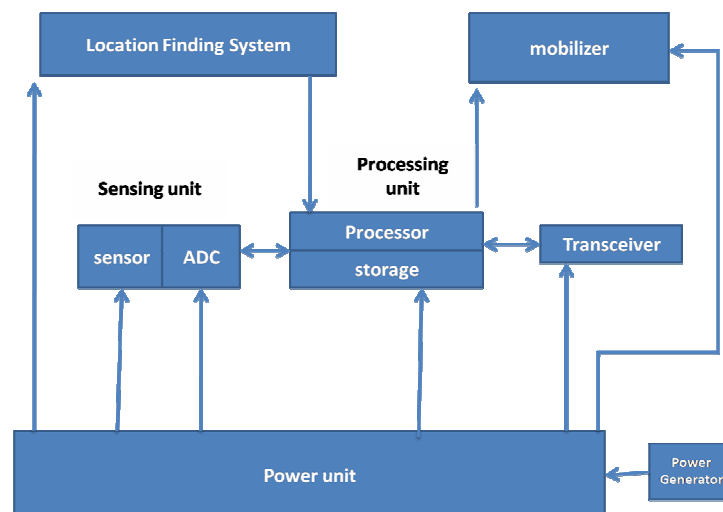 Location Finding System
mobilizer
Processing
unit
Sensing unit
Processor
sensor
ADC
Transceiver
storage
Power unit
Power
Generator